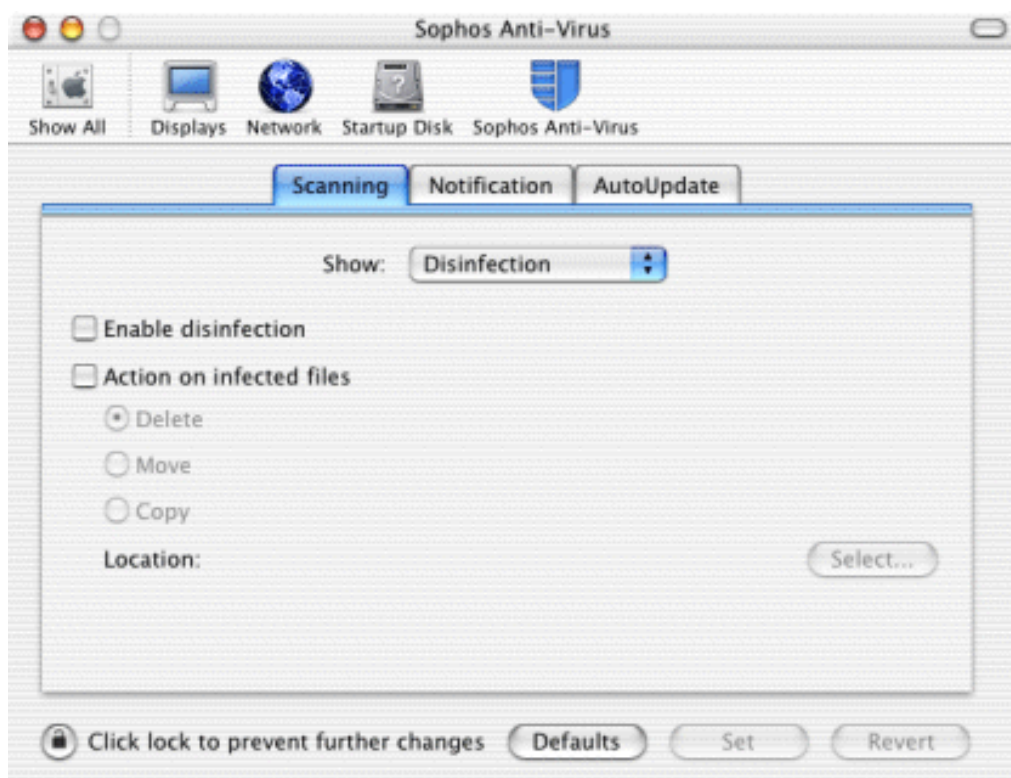 Sophos Anti-Virus
Show All Displays Network Startup Disk Sophos Anti-Virus
Scanning Notification AutoUpdate
Show: Disinfection
Enable disinfection
Action on infected files
Delete
Move
Copy
Location: Select...
Click lock to prevent further changes Defaults Set Revert